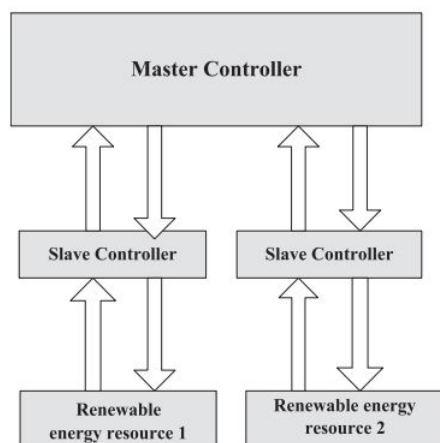 Master Controller
Slave Controller
Slave Controller
Renewable
energy resource 1
Renewable energy
resource 2